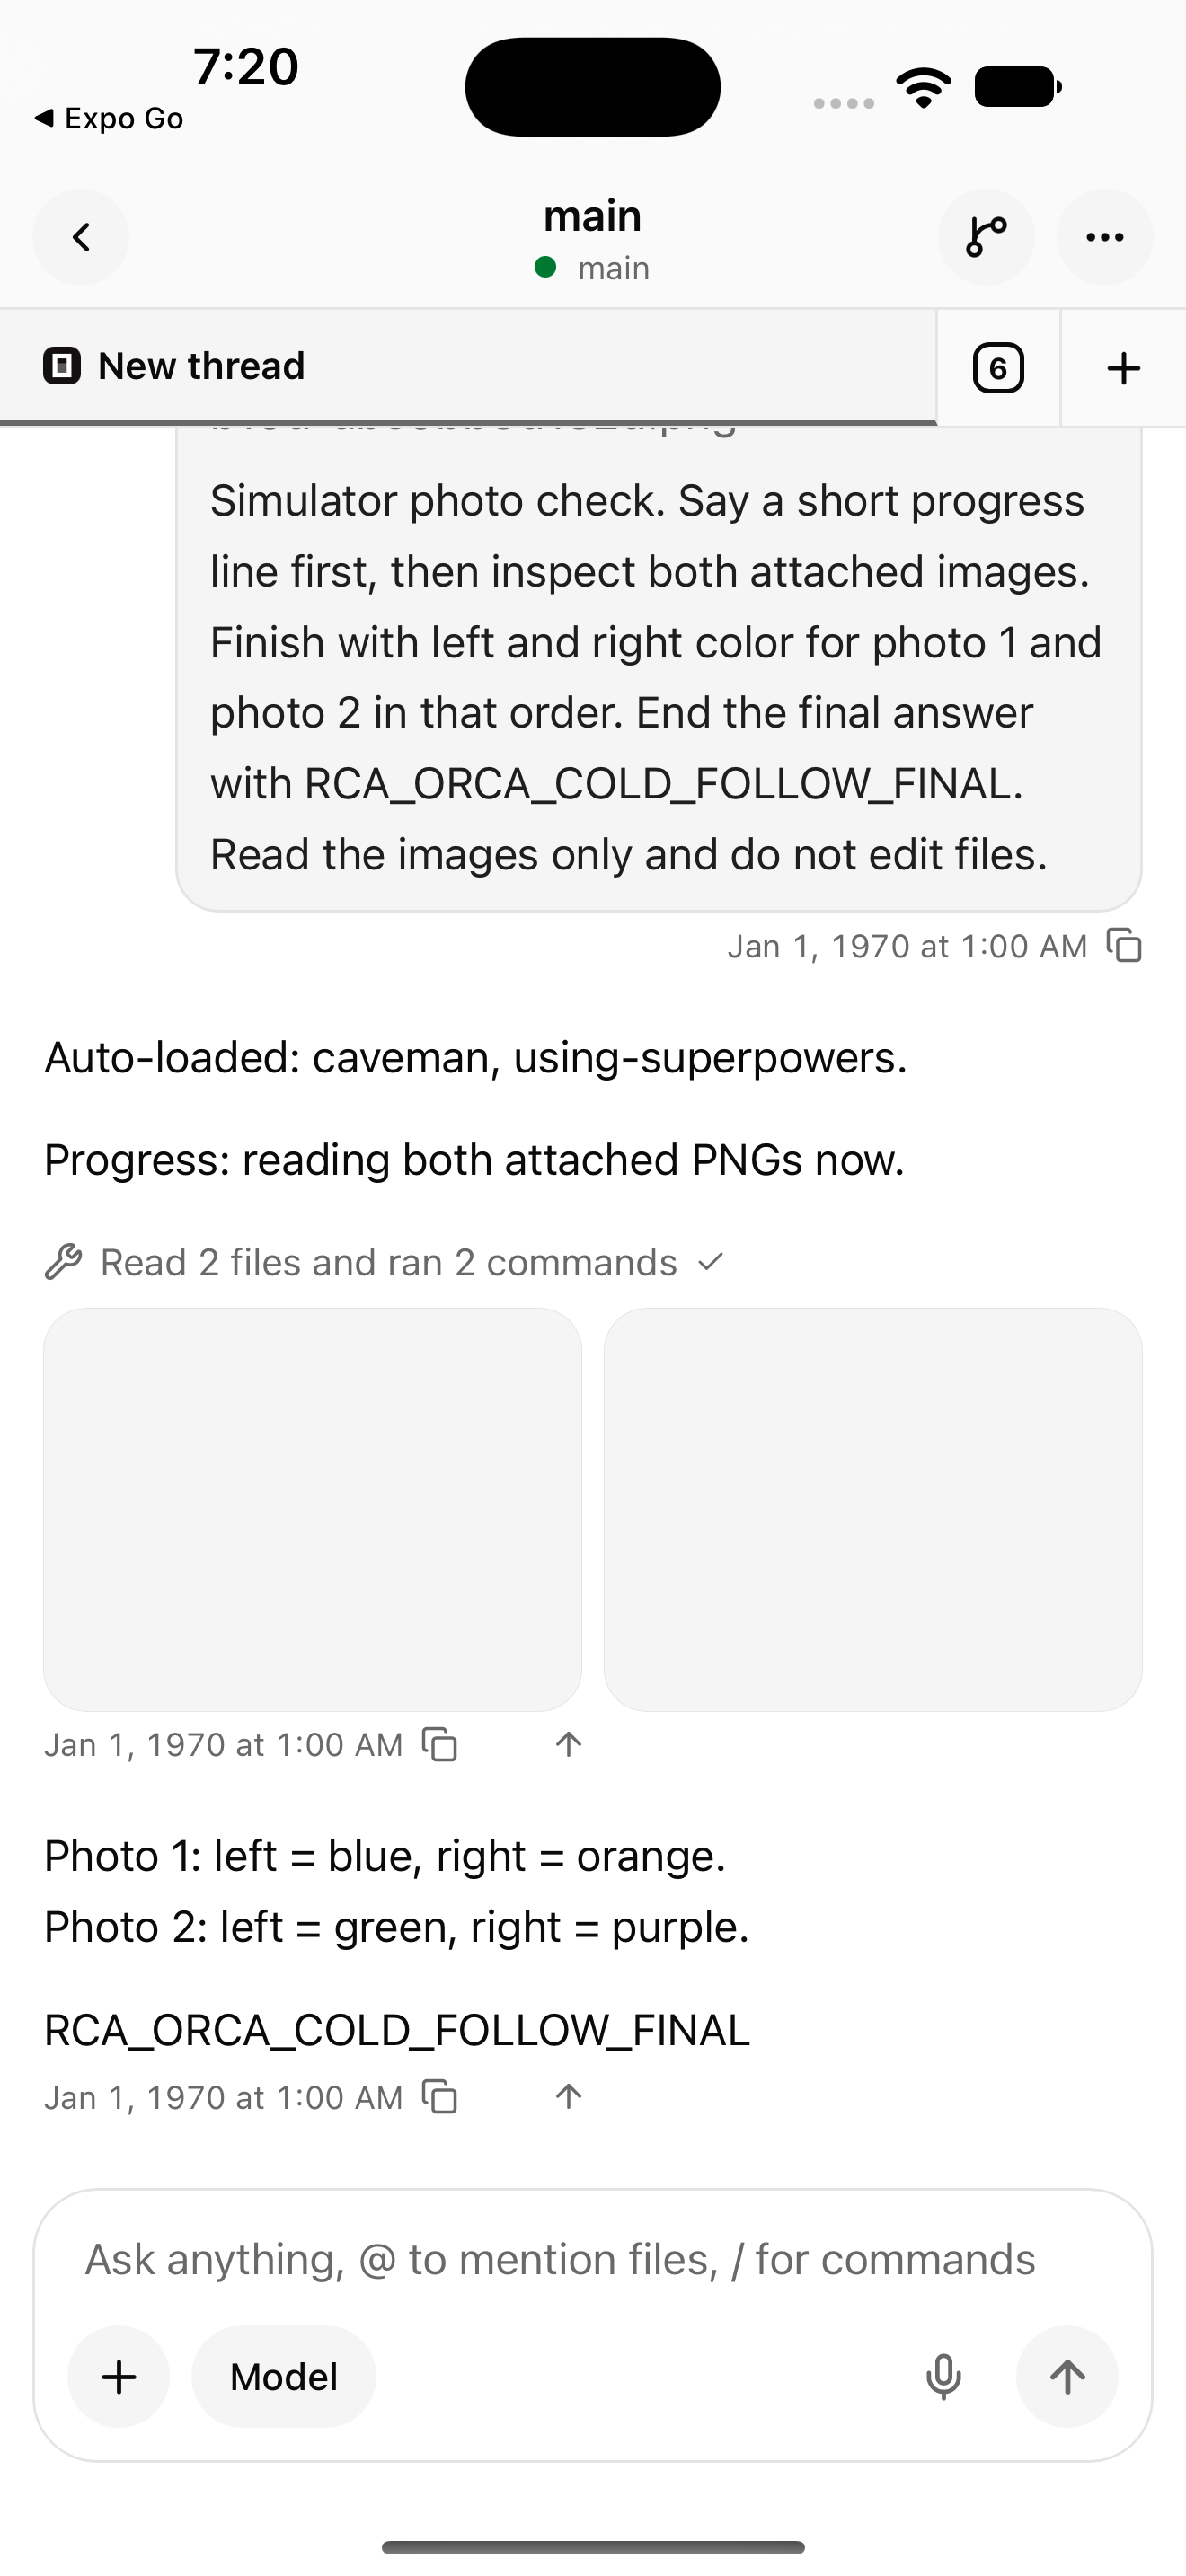 7:20
Expo Go
main
main
New thread
6
Simulator photo check. Say a short progress
line first, then inspect both attached images.
Finish with left and right color for photo 1 and
photo 2 in that order. End the final answer
with RCA_ORCA_COLD_FOLLOW_FINAL.
Read the images only and do not edit files.
Jan 1, 1970 at 1:00 AM
Auto-loaded: caveman, using-superpowers.
Progress: reading both attached PNGs now.
Read 2 files and ran 2 commands
Jan 1, 1970 at 1:00 AM
Photo 1: left = blue, right = orange.
Photo 2: left = green, right = purple.
RCA_ORCA_COLD_FOLLOW_FINAL
Jan 1, 1970 at 1:00 AM
Ask anything, @ to mention files, / for commands
Model